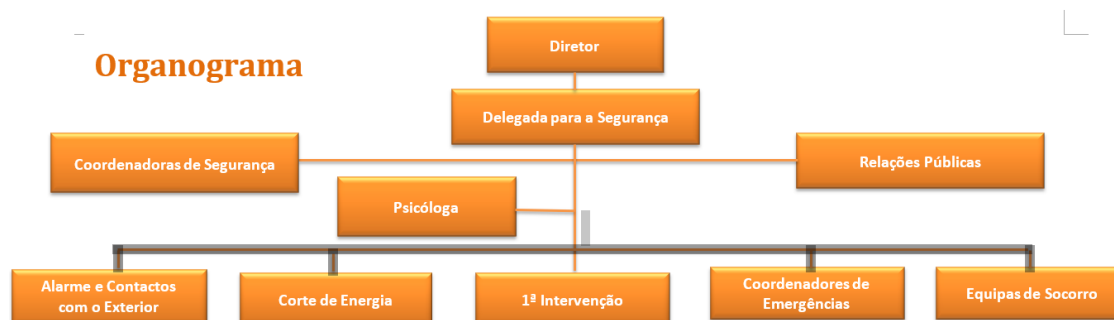 Organograma
Diretor
Delegada para a Segurança
Coordenadoras de Segurança
Relações Públicas
Psicóloga
Alarme e Contactos
com o Exterior
Corte de Energia
1ª Intervenção
Coordenadores de
Emergências
Equipas de Socorro